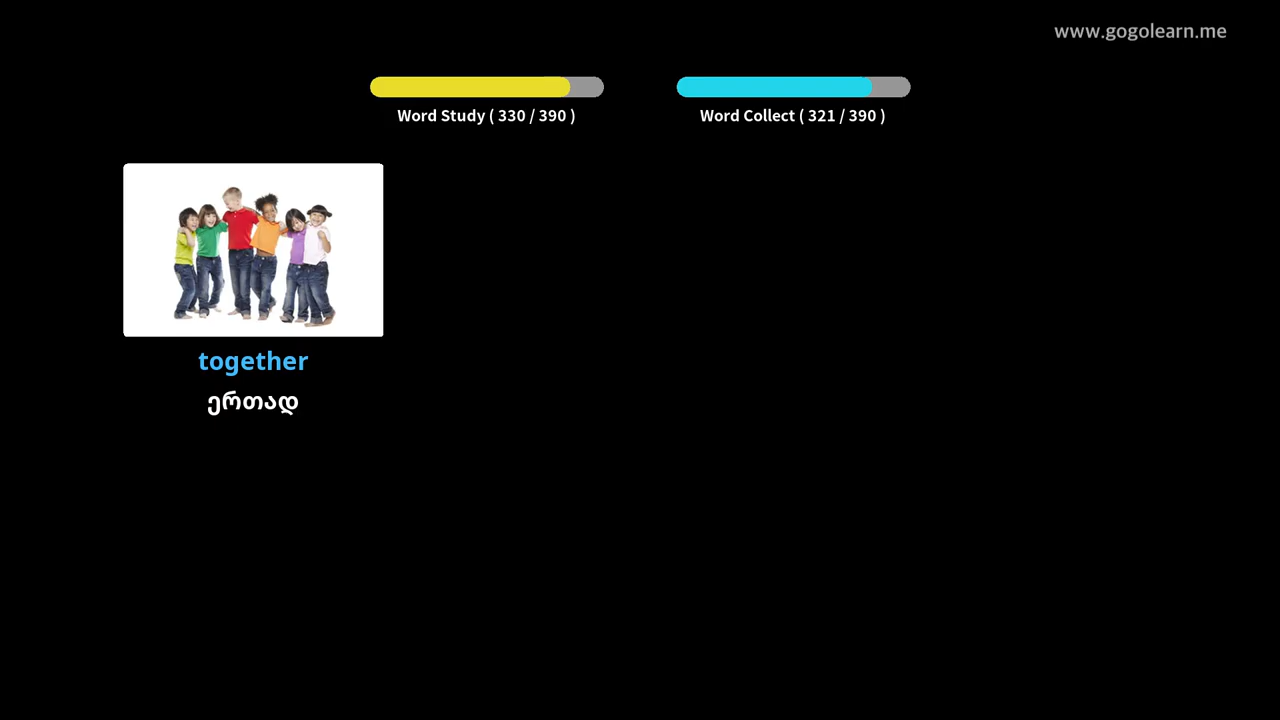 www.gogolearn.me
Word Study ( 330 / 390 )
Word Collect ( 321 / 390 )
together
ერთად